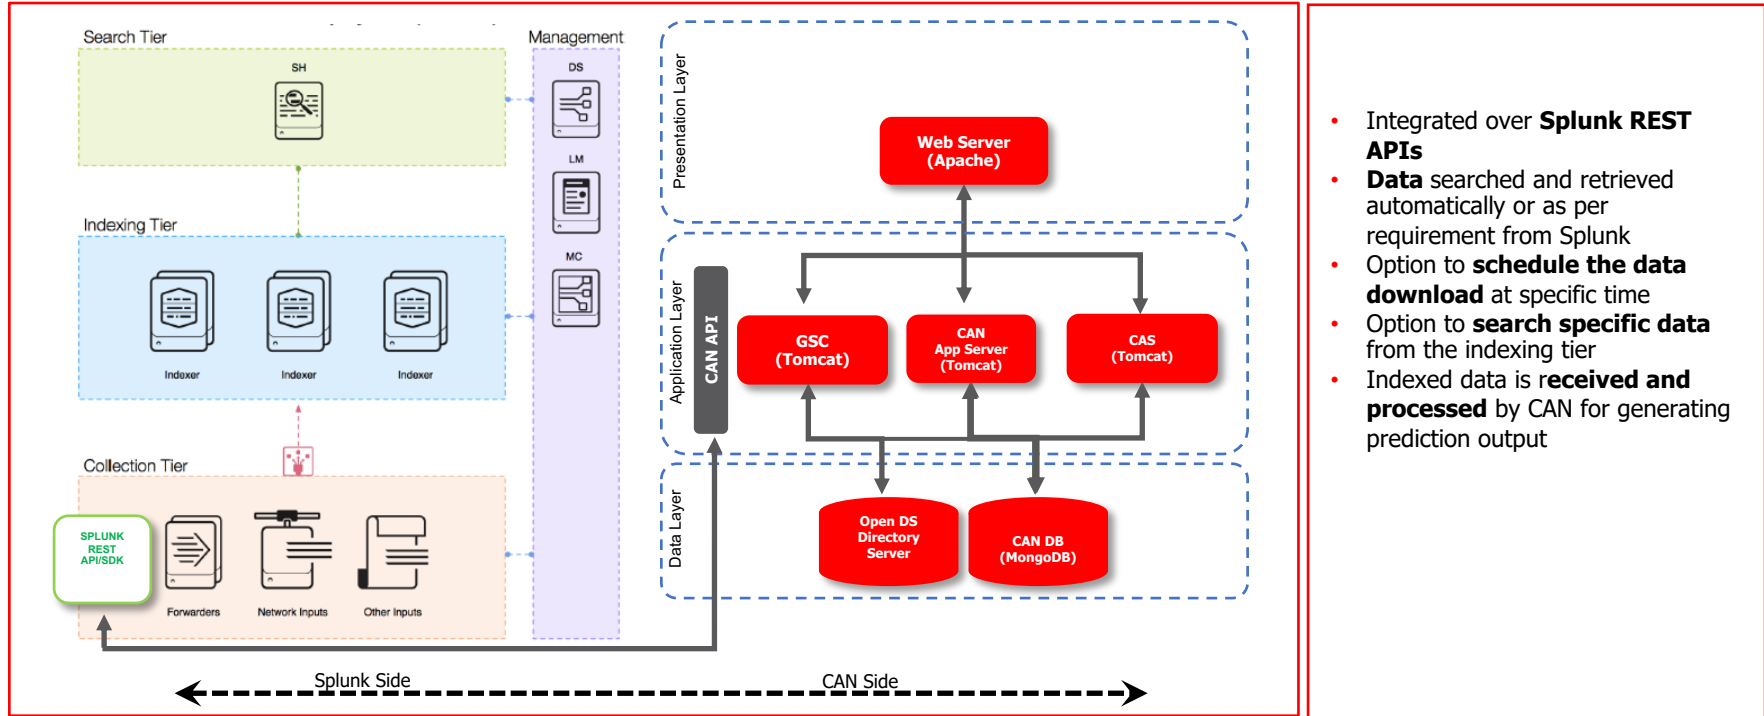 Search Tier
SH
Management
DS
LM
MC
Indexing Tier
Indexer
Indexer
Indexer
Collection Tier
SPLUNK
REST
API/SDK
Forwarders
Network Inputs
Other Inputs
Presentation Layer
Web Server
(Apache)
Application Layer
CAN API
GSC
(Tomcat)
CAN
App Server
(Tomcat)
CAS
(Tomcat)
Data Layer
Open DS
Directory
Server
CAN DB
(MongoDB)
Splunk Side
CAN Side
• Integrated over Splunk REST
APIs
• Data searched and retrieved
automatically or as per
requirement from Splunk
• Option to schedule the data
download at specific time
• Option to search specific data
from the indexing tier
• Indexed data is received and
processed by CAN for generating
prediction output